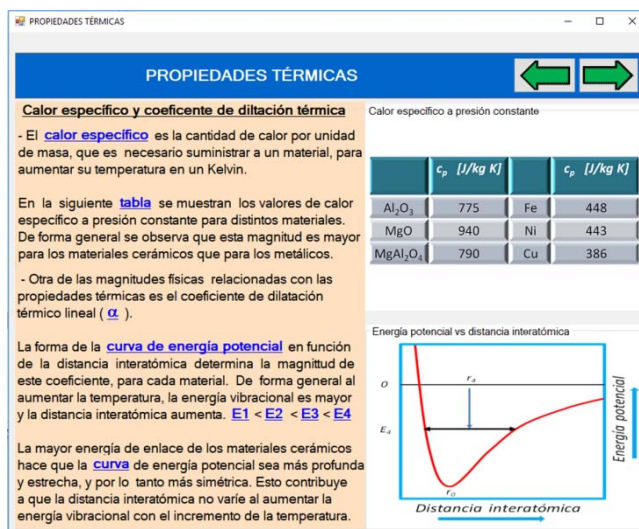 PROPIEDADES TÉRMICAS
PROPIEDADES TÉRMICAS
Calor específico y coeficente de diltación térmica
- El calor específico es la cantidad de calor por unidad
de masa, que es necesario suministrar a un material, para
aumentar su temperatura en un Kelvin.
En la siguiente tabla se muestran los valores de calor
específico a presión constante para distintos materiales.
De forma general se observa que esta magnitud es mayor
para los materiales cerámicos que para los metálicos.
- Otra de las magnitudes físicas relacionadas con las
propiedades térmicas es el coeficiente de dilatación
térmico lineal ( α ).
La forma de la curva de energía potencial en función
de la distancia interatómica determina la magnittud de
este coeficiente, para cada material. De forma general al
aumentar la temperatura, la energía vibracional es mayor
y la distancia interatómica aumenta. E1 < E2 < E3 < E4
La mayor energía de enlace de los materiales cerámicos
hace que la curva de energía potencial sea más profunda
y estrecha, y por lo tanto más simétrica. Esto contribuye
a que la distancia interatómica no varíe al aumentar la
energía vibracional con el incremento de la temperatura.
Calor específico a presión constante
cp [J/kg K] cp [J/kg K]
Al2O3 775 Fe 448
MgO 940 Ni 443
MgAl2O4 790 Cu 386
Energía potencial vs distancia interatómica
0
r4
E4
r0
Energía potencial
Distancia interatómica